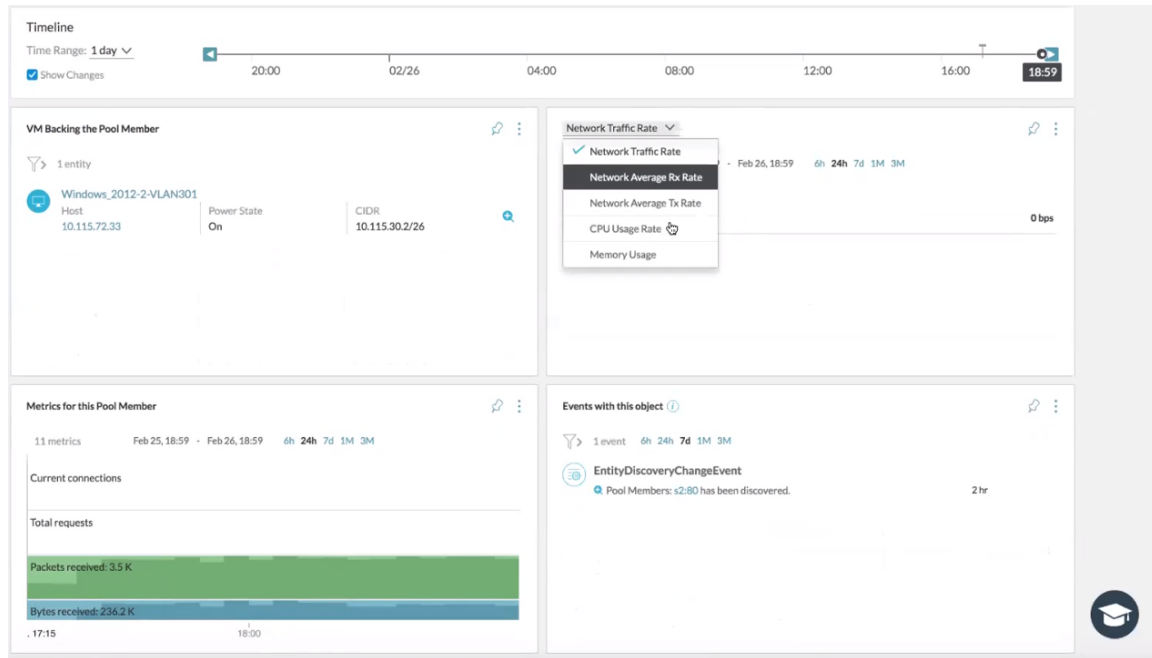 Timeline
Time Range: 1 day
Show Changes
20:00 02/26 04:00 08:00 12:00 16:00 18:59
VM Backing the Pool Member
1 entity
Windows_2012-2-VLAN301
Host Power State CIDR
10.115.72.33 On 10.115.30.2/26
Network Traffic Rate
Network Traffic Rate
- Feb 26, 18:59 6h 24h 7d 1M 3M
Network Average Rx Rate
Network Average Tx Rate
CPU Usage Rate
Memory Usage
0 bps
Metrics for this Pool Member
11 metrics Feb 25, 18:59 - Feb 26, 18:59 6h 24h 7d 1M 3M
Current connections
Total requests
Packets received: 3.5 K
Bytes received: 236.2 K
. 17:15 18:00
Events with this object i
1 event 6h 24h 7d 1M 3M
EntityDiscoveryChangeEvent
Pool Members: s2:80 has been discovered. 2 hr